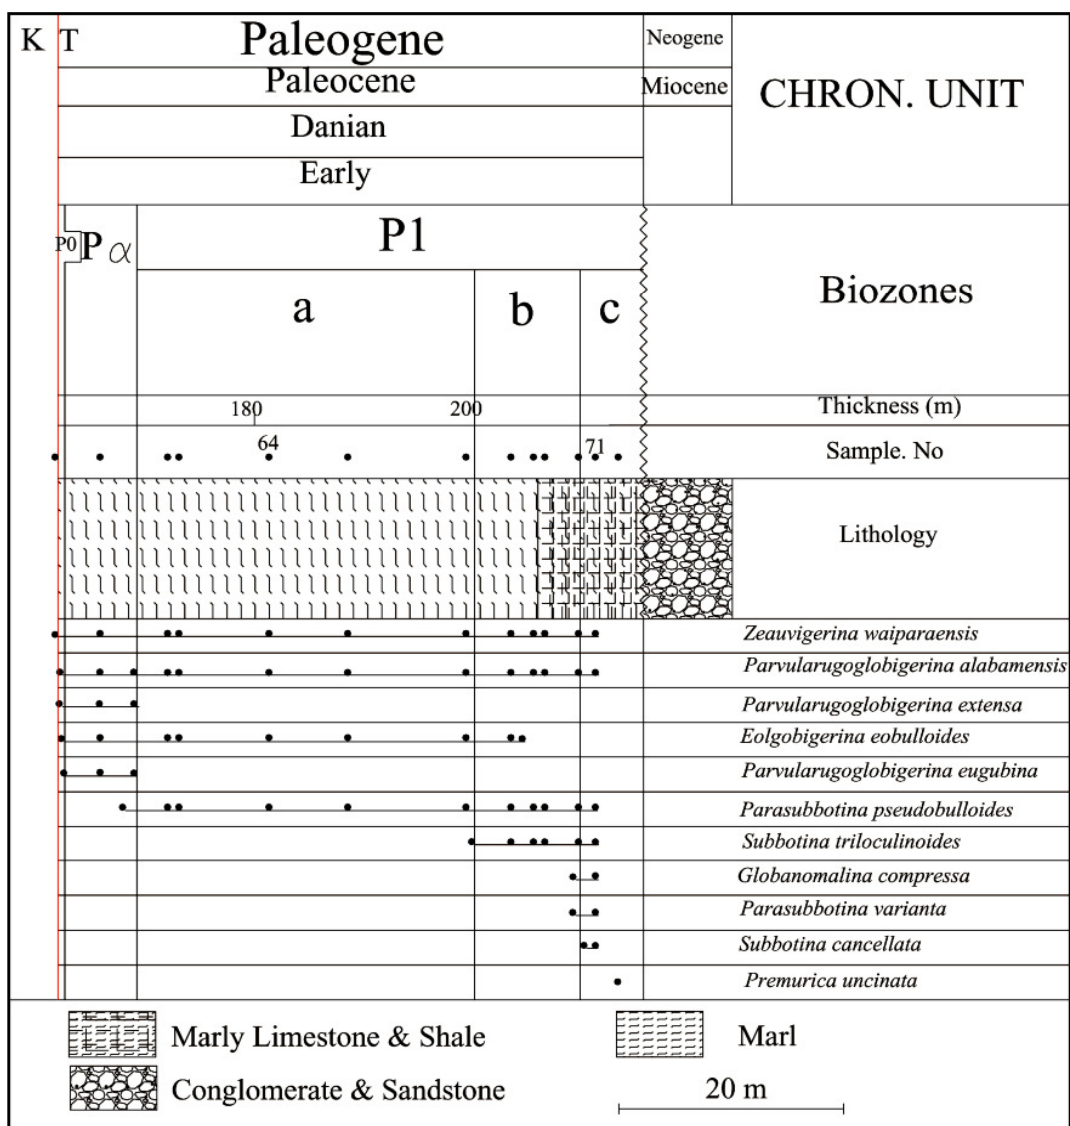 K T Paleogene Neogene
Paleocene Miocene CHRON. UNIT
Danian
Early
P0 P α P1
a b c Biozones
180 200 Thickness (m)
64 71 Sample. No
Lithology
Zeauvigerina waiparaensis
Parvularugoglobigerina alabamensis
Parvularugoglobigerina extensa
Eolgobigerina eobulloides
Parvularugoglobigerina eugubina
Parasubbotina pseudobulloides
Subbotina triloculinoides
Globanomalina compressa
Parasubbotina varianta
Subbotina cancellata
Premurica uncinata
Marly Limestone & Shale Marl
Conglomerate & Sandstone 20 m